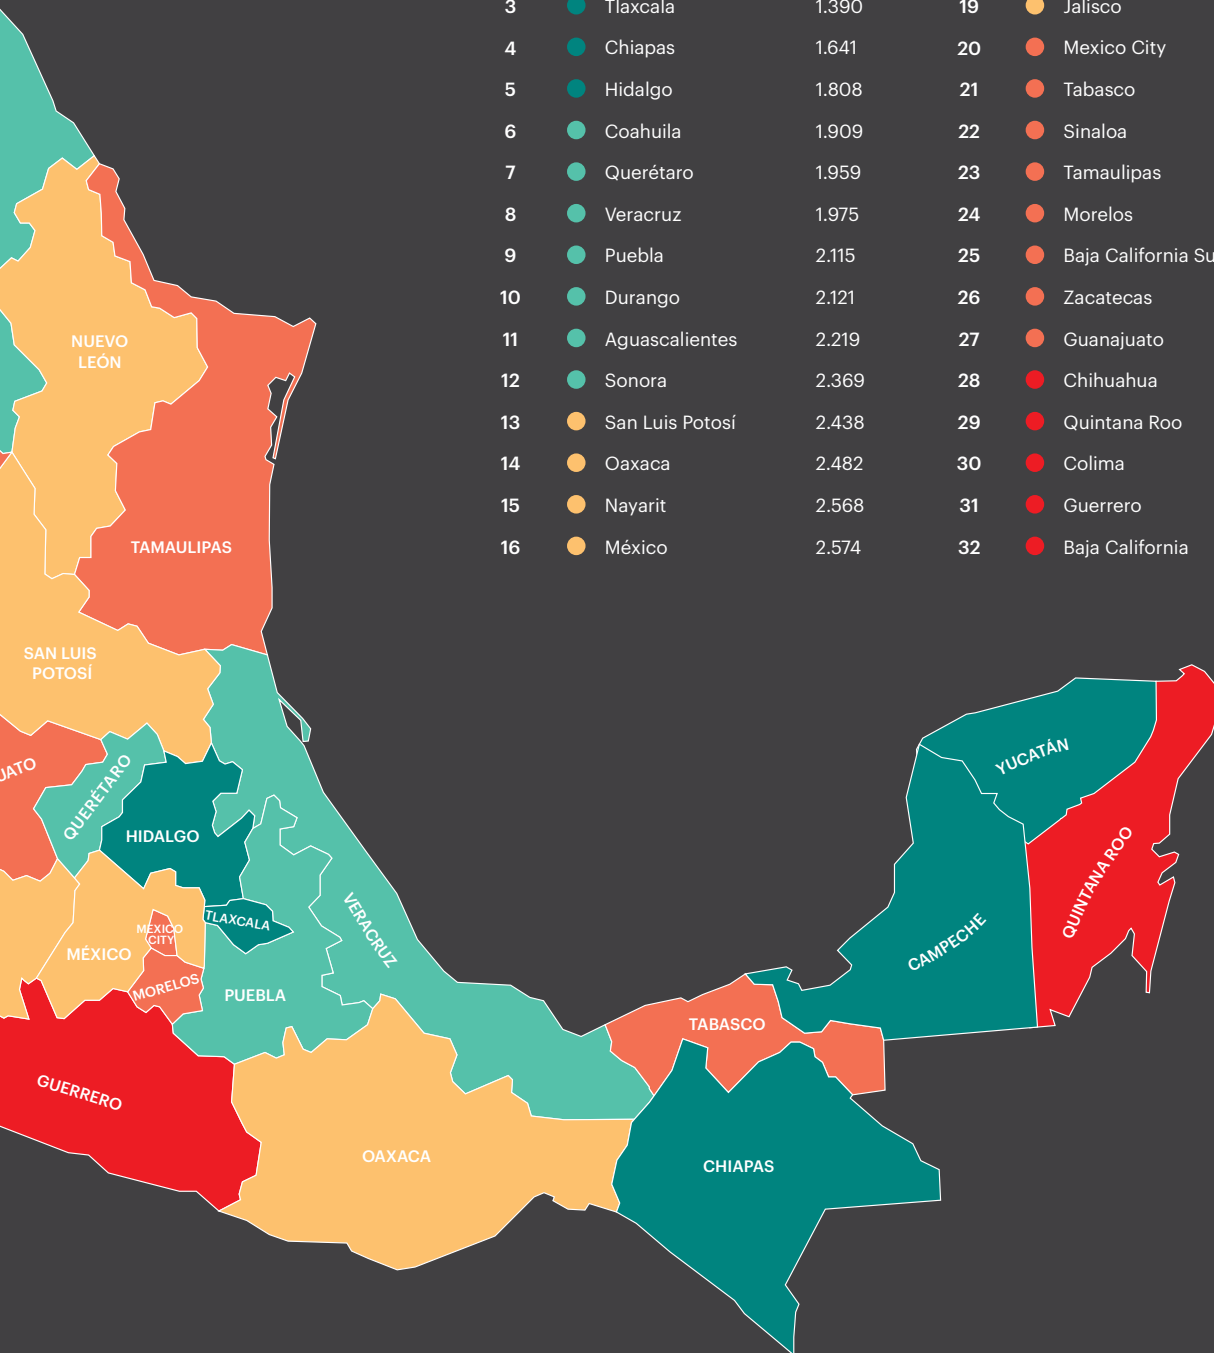 3 Tlaxcala 1.390 19 Jalisco
4 Chiapas 1.641 20 Mexico City
5 Hidalgo 1.808 21 Tabasco
6 Coahuila 1.909 22 Sinaloa
7 Querétaro 1.959 23 Tamaulipas
8 Veracruz 1.975 24 Morelos
9 Puebla 2.115 25 Baja California Su
10 Durango 2.121 26 Zacatecas
11 Aguascalientes 2.219 27 Guanajuato
12 Sonora 2.369 28 Chihuahua
13 San Luis Potosí 2.438 29 Quintana Roo
14 Oaxaca 2.482 30 Colima
15 Nayarit 2.568 31 Guerrero
16 México 2.574 32 Baja California
NUEVO
LEÓN
TAMAULIPAS
SAN LUIS
POTOSÍ
UATO
QUERÉTARO
HIDALGO
TLAXCALA
VERACRUZ
MEXICO
CITY
MÉXICO
MORELOS
PUEBLA
GUERRERO
OAXACA
TABASCO
CHIAPAS
CAMPECHE
YUCATÁN
QUINTANA ROO